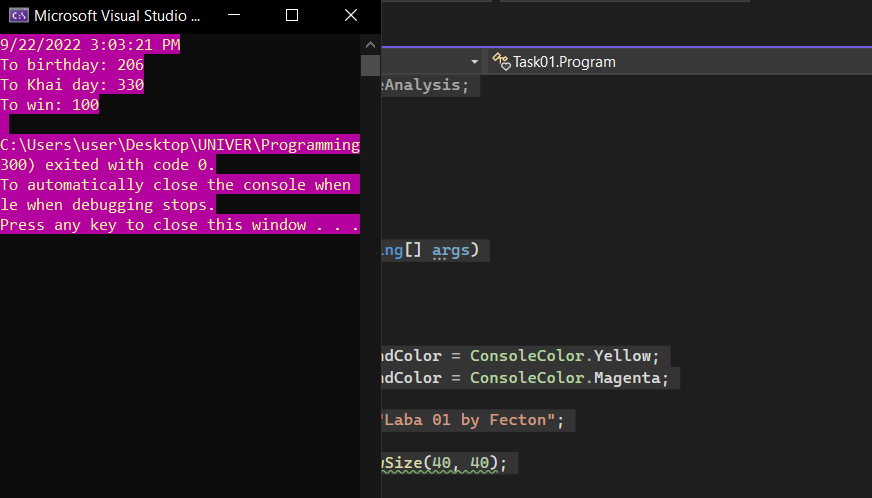 Microsoft Visual Studio ...
9/22/2022 3:03:21 PM
To birthday: 206
To Khai day: 330
To win: 100
C:\Users\user\Desktop\UNIVER\Programming
300) exited with code 0.
To automatically close the console when
le when debugging stops.
Press any key to close this window . . .
Task01.Program
eAnalysis;
ing[] args)
ndColor = ConsoleColor.Yellow;
ndColor = ConsoleColor.Magenta;
"Laba 01 by Fecton";
wSize(40, 40);